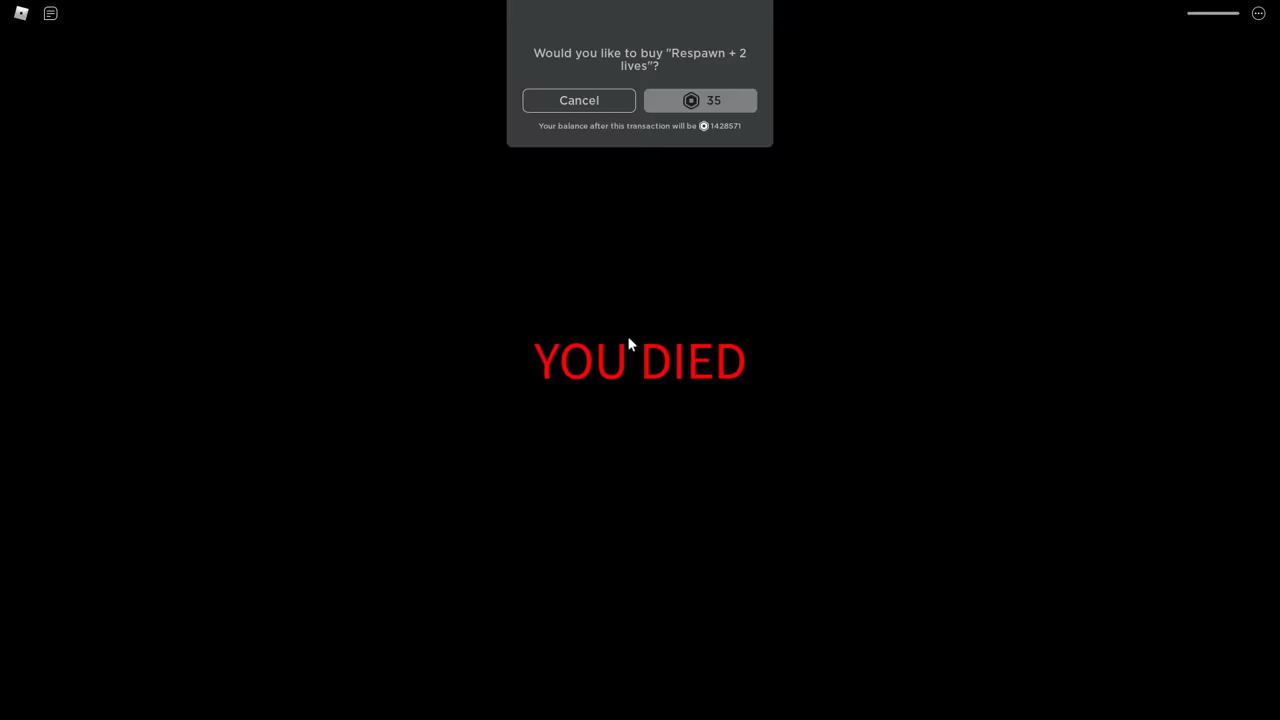 Would you like to buy "Respawn + 2
lives"?
Cancel
35
Your balance after this transaction will be 1428571
YOU DIED